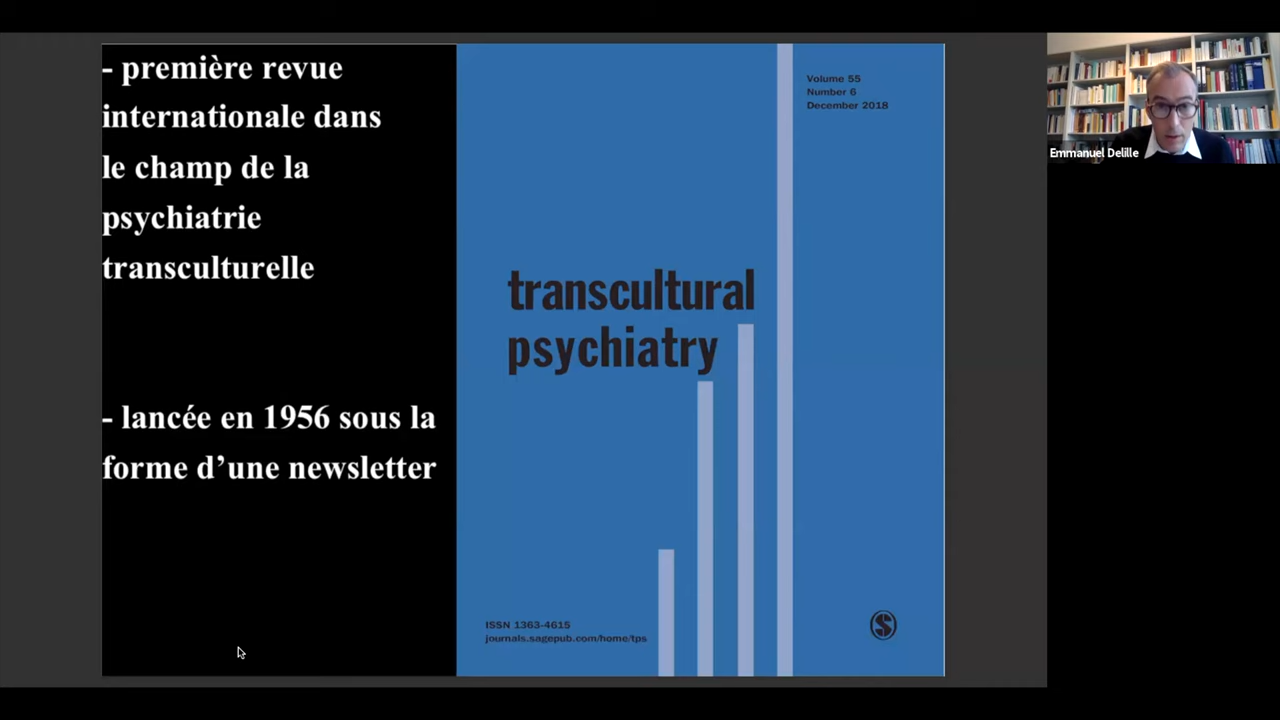 - première revue
internationale dans
le champ de la
psychiatrie
transculturelle
- lancée en 1956 sous la
forme d’une newsletter
Volume 55
Number 6
December 2018
transcultural
psychiatry
ISSN 1363-4615
journals.sagepub.com/home/tps
S
Emmanuel Delille